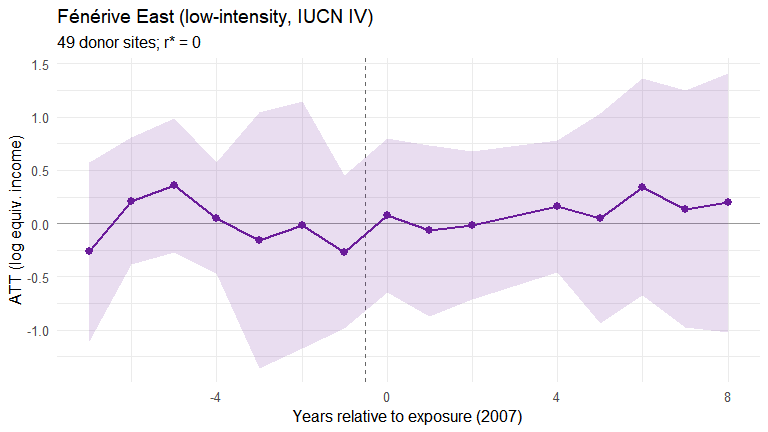 Fénérive East (low-intensity, IUCN IV)
49 donor sites; r* = 0
1.5
1.0
0.5
0.0
-0.5
-1.0
ATT (log equiv. income)
-4
0
4
8
Years relative to exposure (2007)